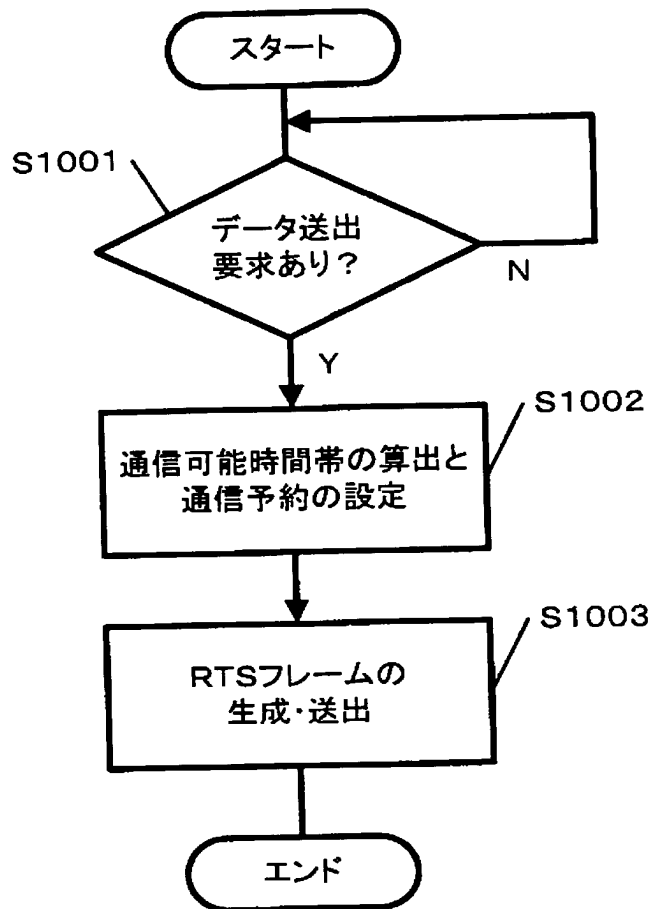 スタート
S1001
データ送出
要求あり?
N
Y
S1002
通信可能時間帯の算出と
通信予約の設定
S1003
RTSフレームの
生成・送出
エンド